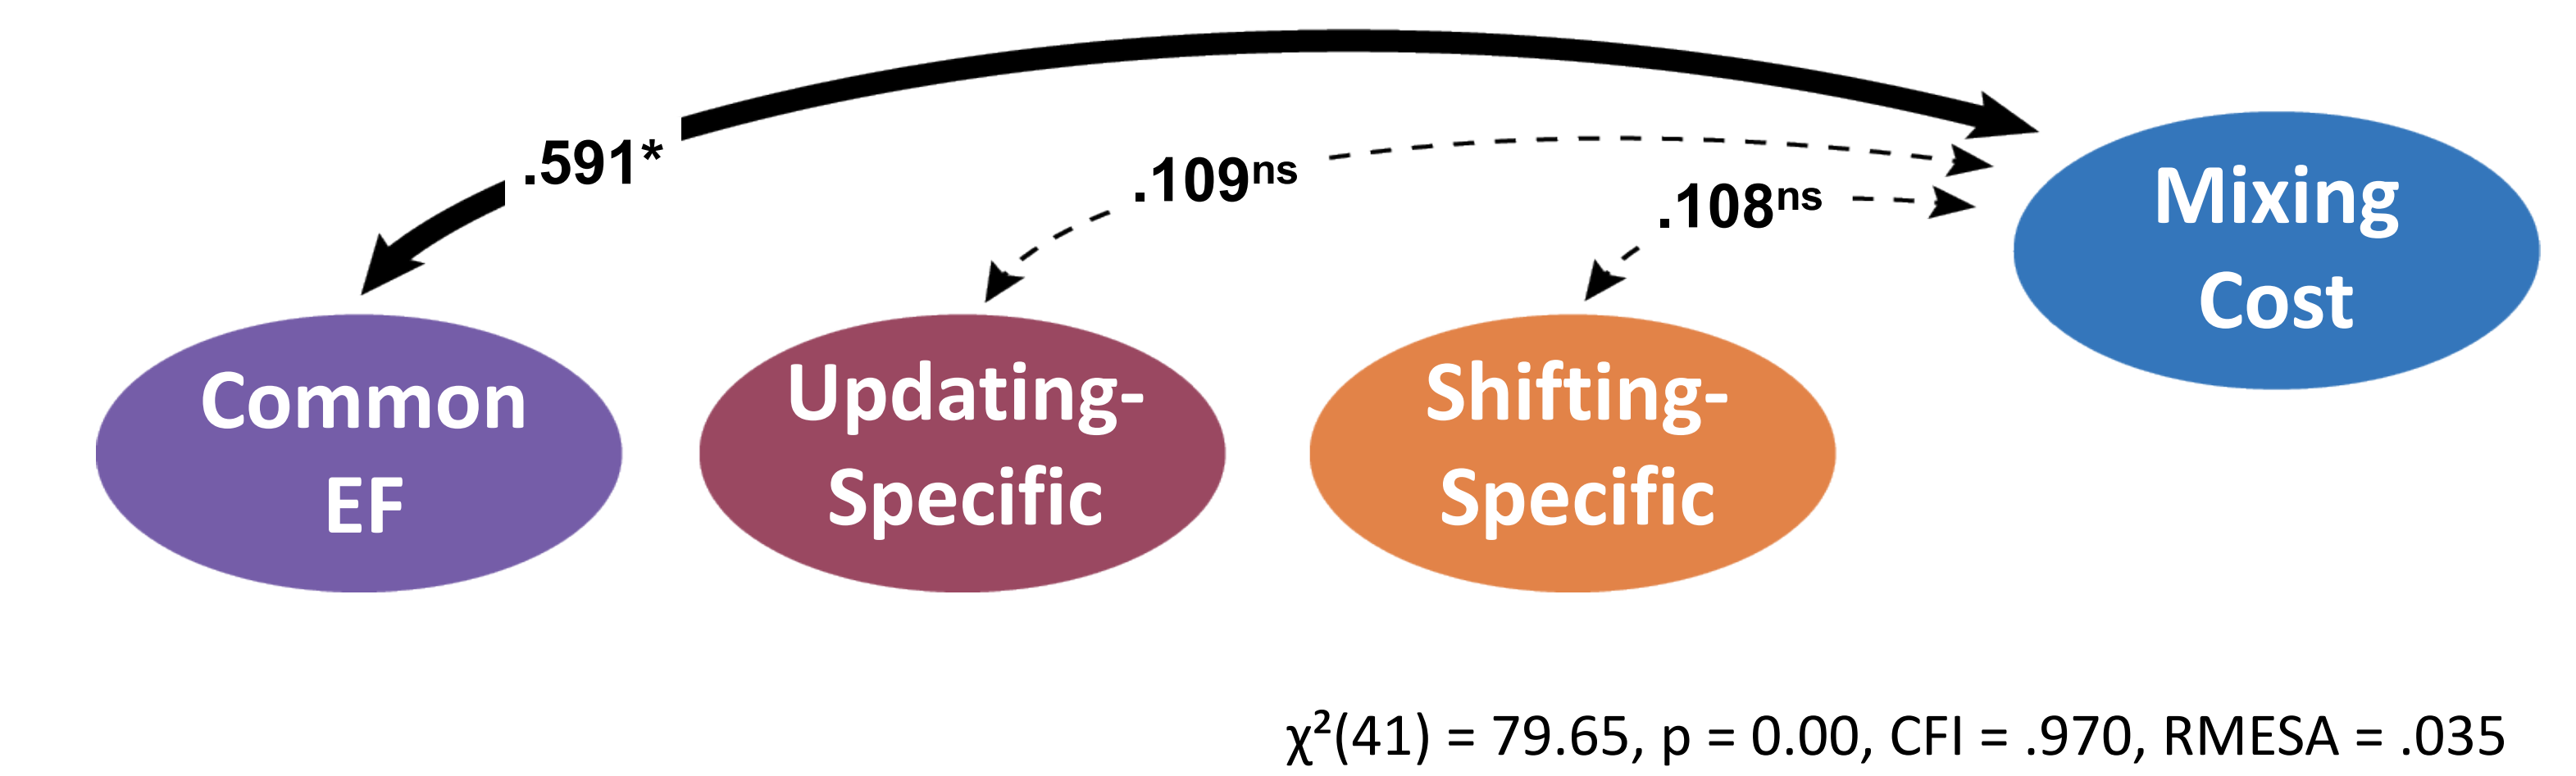 .591*
.109ns
.108ns
Mixing
Cost
Common
EF
Updating-
Specific
Shifting-
Specific
χ²(41) = 79.65, p = 0.00, CFI = .970, RMESA = .035